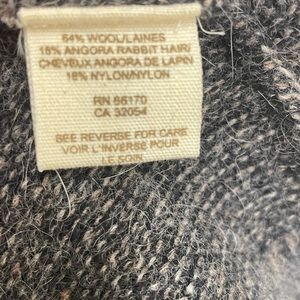 64% WOOL/LAINES
18% ANGORA RABBIT HAIR/
CHEVEUX ANGORA DE LAPIN
18% NYLON/NYLON
RN 66170
CA 32054
SEE REVERSE FOR CARE
VOIR L'INVERSE POUR
LE SOIN